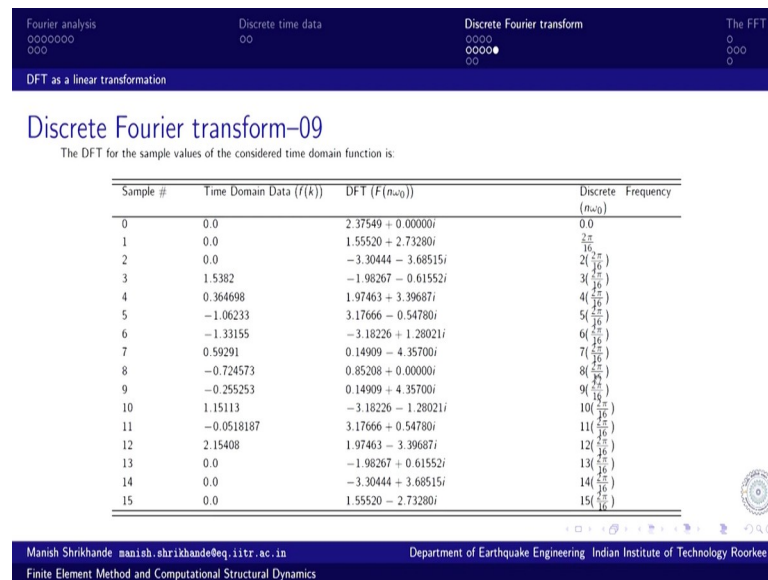 Fourier analysis Discrete time data Discrete Fourier transform The FFT
DFT as a linear transformation
Discrete Fourier transform–09
The DFT for the sample values of the considered time domain function is:
Sample # Time Domain Data (f(k)) DFT (F(nω₀)) Discrete Frequency
(nω₀)
0 0.0 2.37549 + 0.00000i 0.0
1 0.0 1.55520 + 2.73280i 2π/16
2 0.0 −3.30444 − 3.68515i 2(2π/16)
3 1.5382 −1.98267 − 0.61552i 3(2π/16)
4 0.364698 1.97463 + 3.39687i 4(2π/16)
5 −1.06233 3.17666 − 0.54780i 5(2π/16)
6 −1.33155 −3.18226 + 1.28021i 6(2π/16)
7 0.59291 0.14909 − 4.35700i 7(2π/16)
8 −0.724573 0.85208 + 0.00000i 8(2π/16)
9 −0.255253 0.14909 + 4.35700i 9(2π/16)
10 1.15113 −3.18226 − 1.28021i 10(2π/16)
11 −0.0518187 3.17666 + 0.54780i 11(2π/16)
12 2.15408 1.97463 − 3.39687i 12(2π/16)
13 0.0 −1.98267 + 0.61552i 13(2π/16)
14 0.0 −3.30444 + 3.68515i 14(2π/16)
15 0.0 1.55520 − 2.73280i 15(2π/16)
Manish Shrikhande manish.shrikhande@eq.iitr.ac.in Department of Earthquake Engineering Indian Institute of Technology Roorkee
Finite Element Method and Computational Structural Dynamics